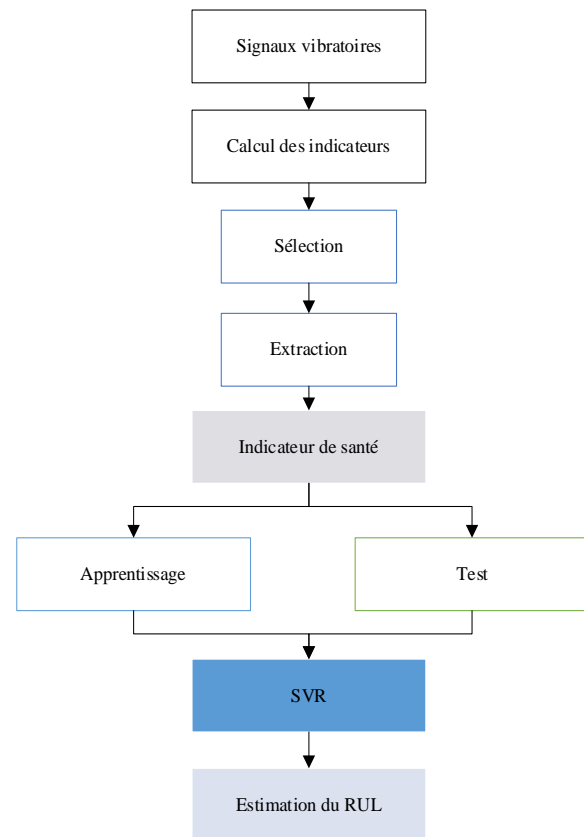 Signaux vibratoires
Calcul des indicateurs
Sélection
Extraction
Indicateur de santé
Apprentissage
Test
SVR
Estimation du RUL